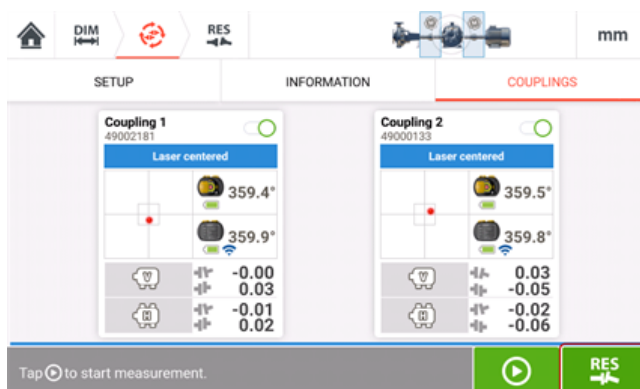 DIM
RES
mm
SETUP
INFORMATION
COUPLINGS
Coupling 1
49002181
Laser centered
359.4°
359.9°
V
-0.00
0.03
H
-0.01
0.02
Coupling 2
49000133
Laser centered
359.5°
359.8°
V
0.03
-0.05
H
-0.02
-0.06
Tap to start measurement.
RES